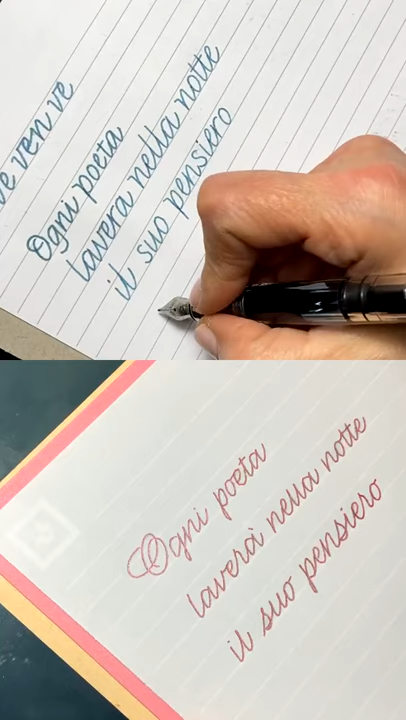 ve ven ve
Ogni poeta
laverà nella notte
il suo pensiero
Ogni poeta
laverà nella notte
il suo pensiero